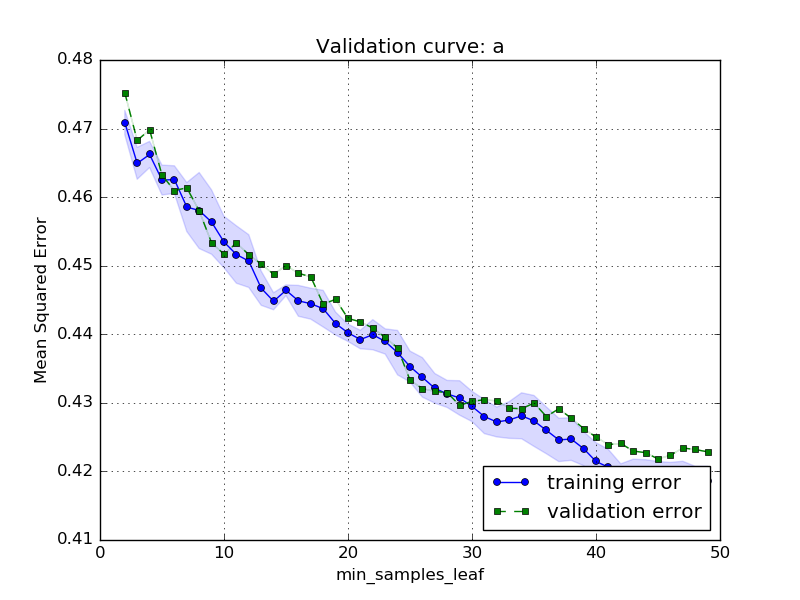 Validation curve: a
0.48
0.47
0.46
0.45
0.44
0.43
0.42
0.41
Mean Squared Error
0 10 20 30 40 50
min_samples_leaf
training error
validation error